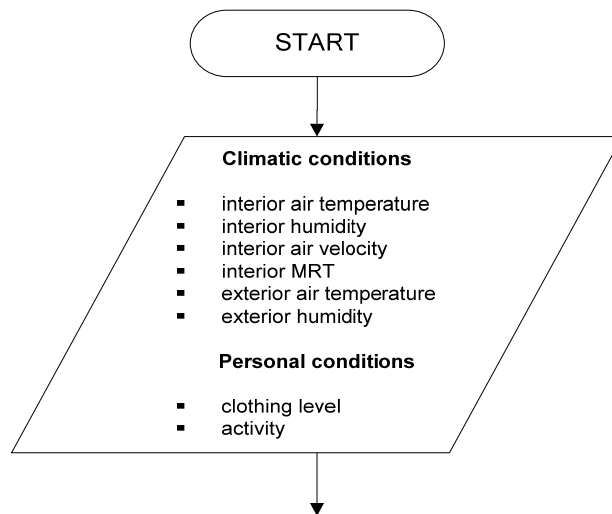 START
Climatic conditions
▪ interior air temperature
▪ interior humidity
▪ interior air velocity
▪ interior MRT
▪ exterior air temperature
▪ exterior humidity
Personal conditions
▪ clothing level
▪ activity